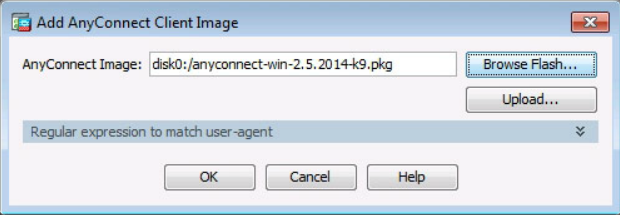 Add AnyConnect Client Image
AnyConnect Image: disk0:/anyconnect-win-2.5.2014-k9.pkg Browse Flash...
Upload...
Regular expression to match user-agent
OK Cancel Help